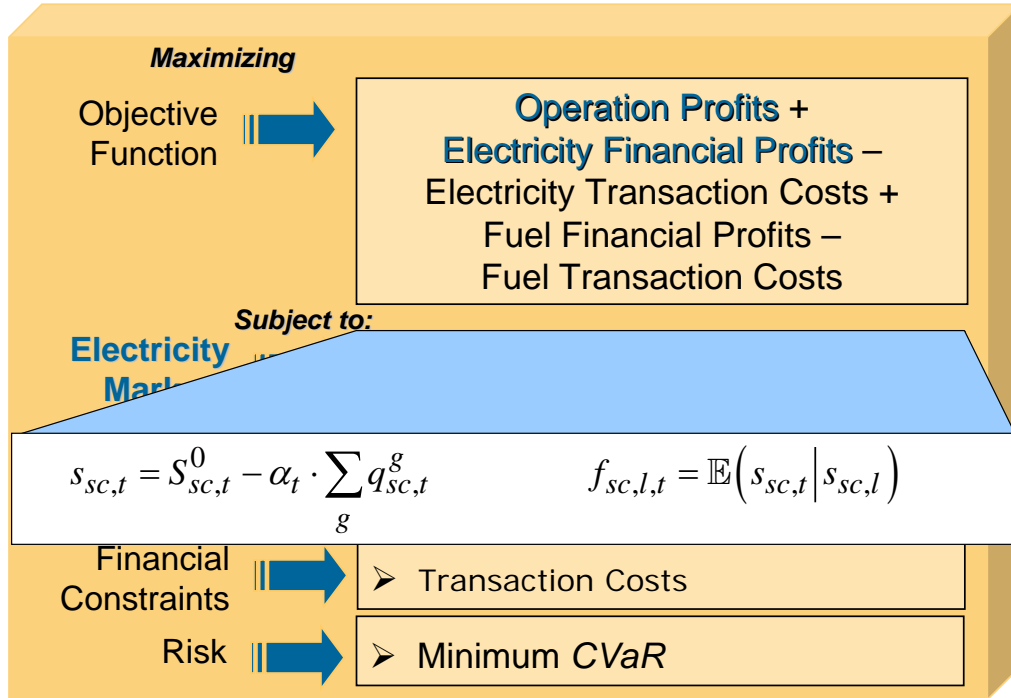 Maximizing
Objective
Function
Operation Profits +
Electricity Financial Profits –
Electricity Transaction Costs +
Fuel Financial Profits –
Fuel Transaction Costs
Subject to:
Electricity
s_{sc,t} = S^0_{sc,t} − α_t · ∑_g q^g_{sc,t}
f_{sc,l,t} = 𝔼(s_{sc,t} | s_{sc,l})
Financial
Constraints
➢ Transaction Costs
Risk
➢ Minimum CVaR